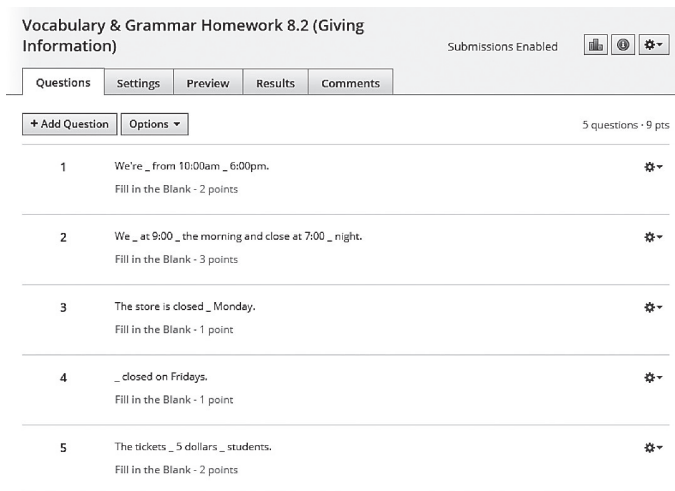 Vocabulary & Grammar Homework 8.2 (Giving
Information)
Submissions Enabled
Questions Settings Preview Results Comments
+ Add Question Options
5 questions · 9 pts
1 We're _ from 10:00am _ 6:00pm.
Fill in the Blank - 2 points
2 We _ at 9:00 _ the morning and close at 7:00 _ night.
Fill in the Blank - 3 points
3 The store is closed _ Monday.
Fill in the Blank - 1 point
4 _ closed on Fridays.
Fill in the Blank - 1 point
5 The tickets _ 5 dollars _ students.
Fill in the Blank - 2 points